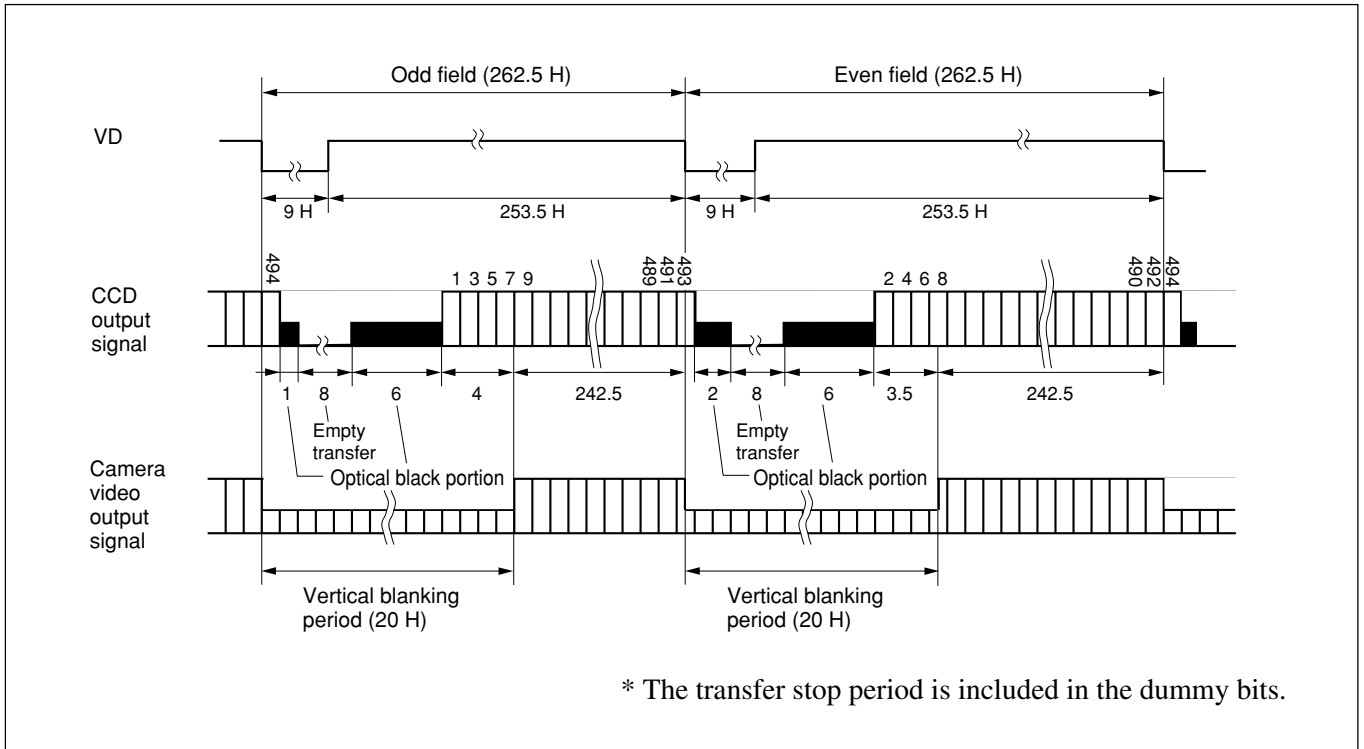 Odd field (262.5 H)
Even field (262.5 H)
VD
9 H
253.5 H
9 H
253.5 H
494
1 3 5 7 9
489
491
493
2 4 6 8
490
492
494
CCD
output
signal
1
8
6
4
242.5
2
8
6
3.5
242.5
Empty
transfer
Optical black portion
Empty
transfer
Optical black portion
Camera
video
output
signal
Vertical blanking
period (20 H)
Vertical blanking
period (20 H)
* The transfer stop period is included in the dummy bits.